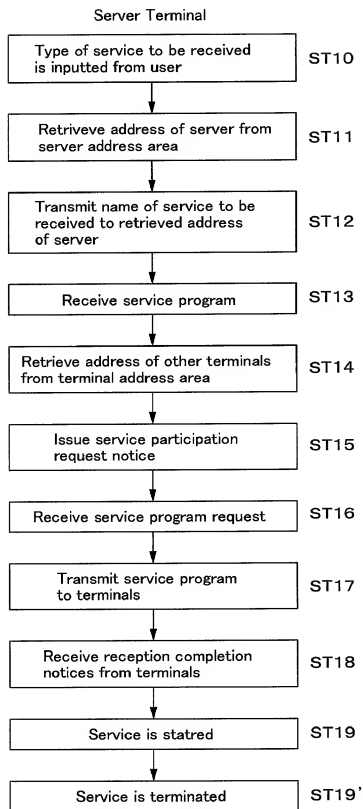 Server Terminal
Type of service to be received
is inputted from user
ST10
Retriveve address of server from
server address area
ST11
Transmit name of service to be
received to retrieved address
of server
ST12
Receive service program
ST13
Retrieve address of other terminals
from terminal address area
ST14
Issue service participation
request notice
ST15
Receive service program request
ST16
Transmit service program
to terminals
ST17
Receive reception completion
notices from terminals
ST18
Service is statred
ST19
Service is terminated
ST19'